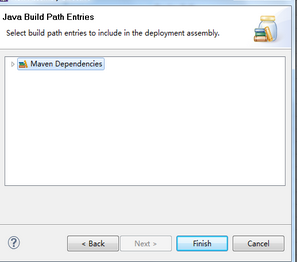 Java Build Path Entries
Select build path entries to include in the deployment assembly.
Maven Dependencies
?
< Back
Next >
Finish
Cancel